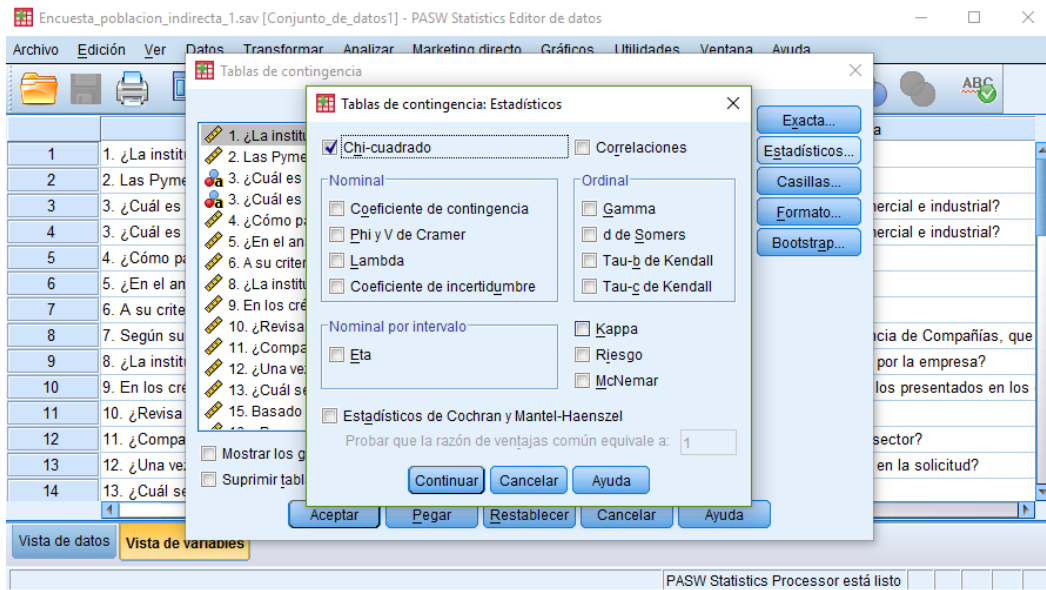 Encuesta_poblacion_indirecta_1.sav [Conjunto_de_datos1] - PASW Statistics Editor de datos
Archivo Edición Ver Datos Transformar Analizar Marketing directo Gráficos Utilidades Ventana Ayuda
Tablas de contingencia
Tablas de contingencia: Estadísticos
Chi-cuadrado
Correlaciones
Nominal
Coeficiente de contingencia
Phi y V de Cramer
Lambda
Coeficiente de incertidumbre
Ordinal
Gamma
d de Somers
Tau-b de Kendall
Tau-c de Kendall
Nominal por intervalo
Eta
Kappa
Riesgo
McNemar
Estadísticos de Cochran y Mantel-Haenszel
Probar que la razón de ventajas común equivale a: 1
Continuar Cancelar Ayuda
1. ¿La institu
2. Las Pyme
3. ¿Cuál es
3. ¿Cuál es
4. ¿Cómo pa
5. ¿En el an
6. A su criter
8. ¿La institu
9. En los cré
10. ¿Revisa
11. ¿Compa
12. ¿Una vez
13. ¿Cuál se
15. Basado
Mostrar los g
Suprimir tabl
Exacta...
Estadísticos...
Casillas...
Formato...
Bootstrap...
Aceptar Pegar Restablecer Cancelar Ayuda
ABC
a
1 1. ¿La institu
2 2. Las Pyme
3 3. ¿Cuál es ercial e industrial?
4 3. ¿Cuál es ercial e industrial?
5 4. ¿Cómo pa
6 5. ¿En el an
7 6. A su crite
8 7. Según su ncia de Compañías, que
9 8. ¿La institu por la empresa?
10 9. En los cré los presentados en los
11 10. ¿Revisa
12 11. ¿Compa sector?
13 12. ¿Una vez en la solicitud?
14 13. ¿Cuál se
Vista de datos Vista de variables
PASW Statistics Processor está listo